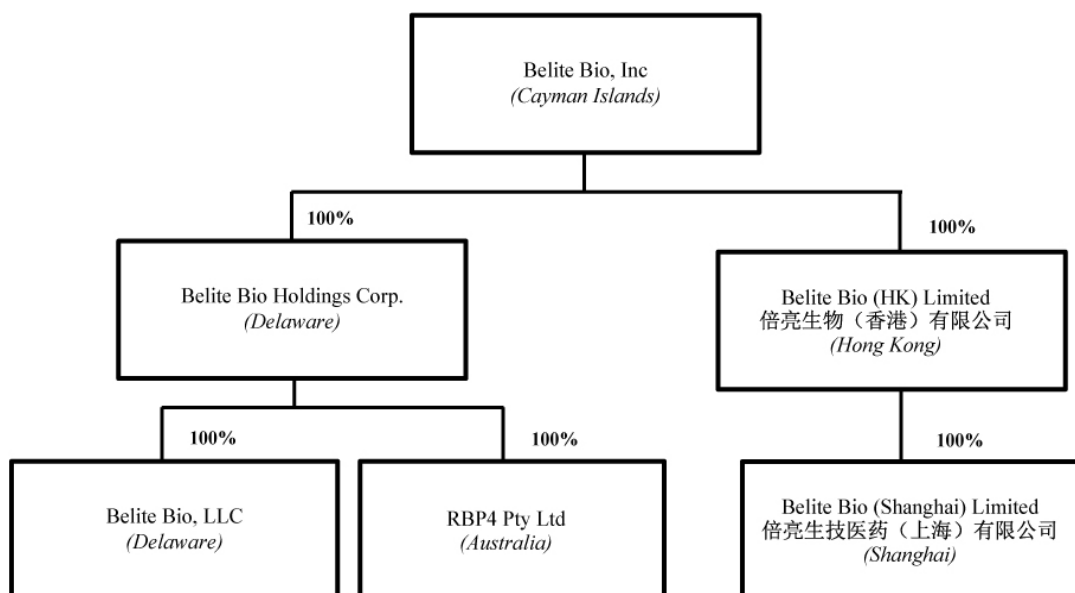 Belite Bio, Inc
(Cayman Islands)
100%
100%
Belite Bio Holdings Corp.
(Delaware)
Belite Bio (HK) Limited
倍亮生物（香港）有限公司
(Hong Kong)
100%
100%
100%
Belite Bio, LLC
(Delaware)
RBP4 Pty Ltd
(Australia)
Belite Bio (Shanghai) Limited
倍亮生技医药（上海）有限公司
(Shanghai)